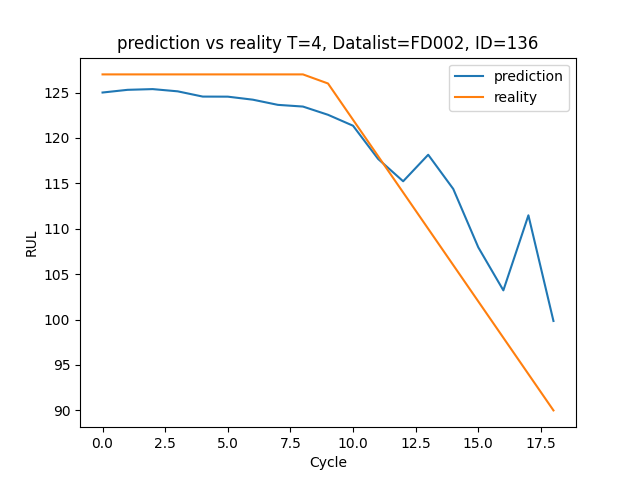 prediction vs reality T=4, Datalist=FD002, ID=136
prediction
reality
125
120
115
110
105
100
95
90
RUL
0.0 2.5 5.0 7.5 10.0 12.5 15.0 17.5
Cycle